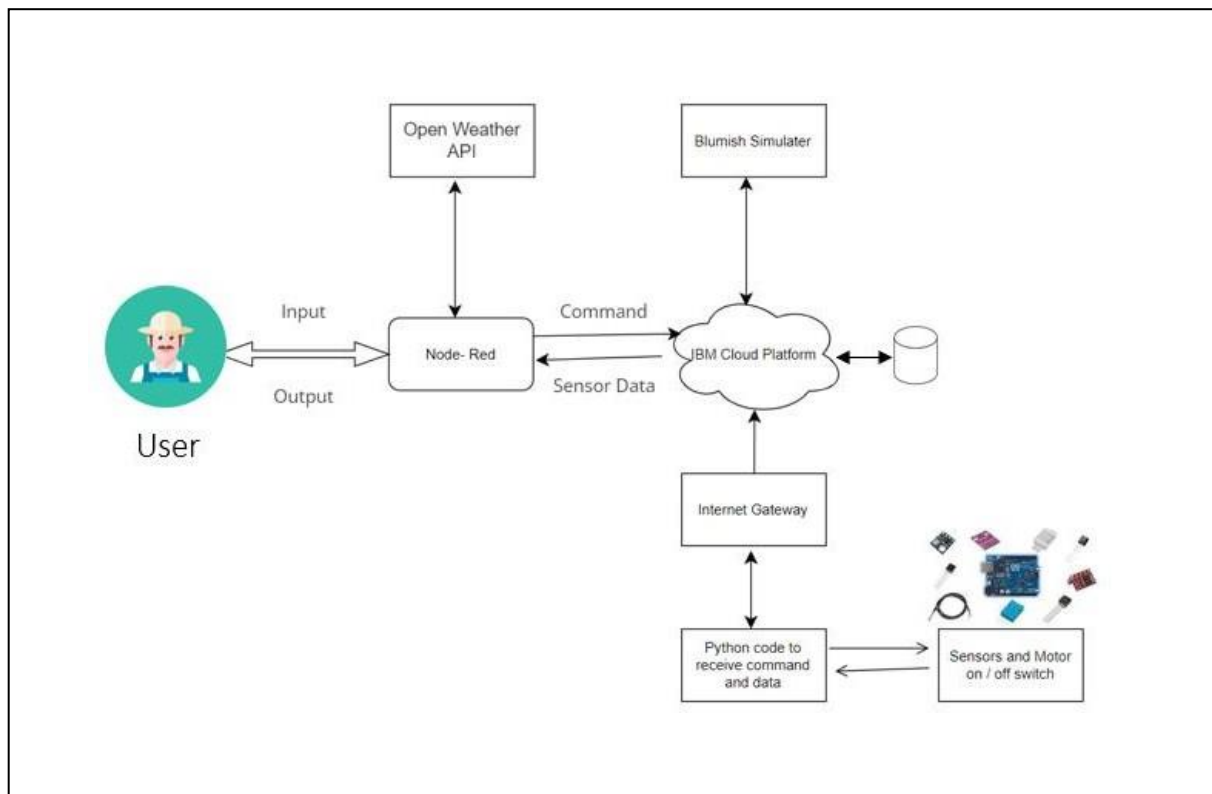 Open Weather
API
Blumish Simulater
Input
Command
Node- Red
IBM Cloud Platform
Output
Sensor Data
User
Internet Gateway
Python code to
receive command
and data
Sensors and Motor
on / off switch